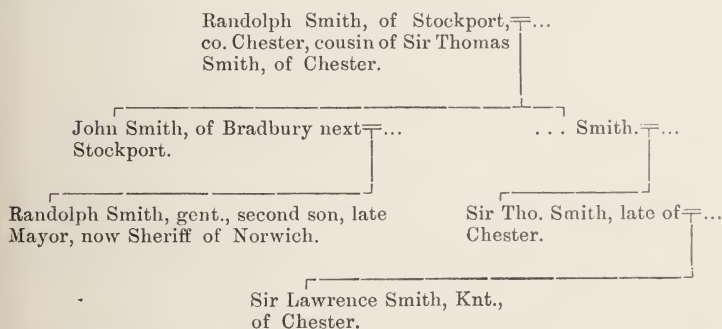 Randolph Smith, of Stockport,╤...
co. Chester, cousin of Sir Thomas
Smith, of Chester.
John Smith, of Bradbury next╤...
Stockport.
... Smith.╤...
Randolph Smith, gent., second son, late
Mayor, now Sheriff of Norwich.
Sir Tho. Smith, late of╤...
Chester.
Sir Lawrence Smith, Knt.,
of Chester.